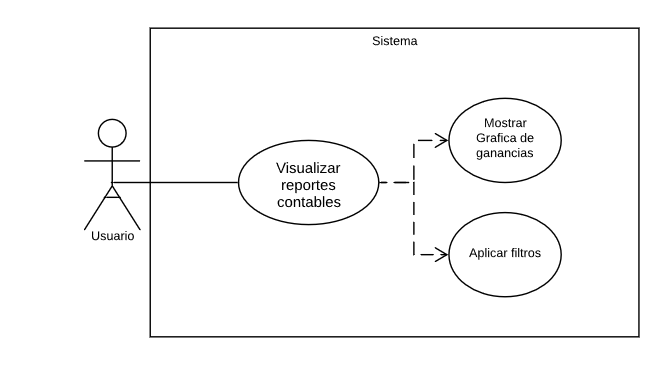 Sistema
Mostrar
Grafica de
ganancias
Visualizar
reportes
contables
Usuario
Aplicar filtros